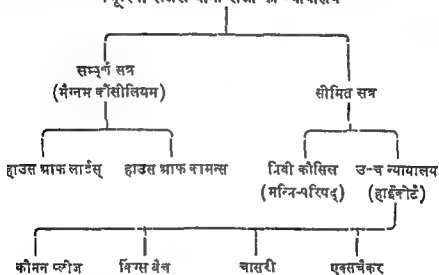 सम्पूर्ण सत्र
(मैग्नम कौंसीलियम)
सीमित सत्र
हाउस ग्राफ लार्टस् हाउस ग्राफ कामन्स प्रिवी कौंसिल उच्च न्यायालय
(मन्त्रि-परिषद्) (हाईकोर्ट)
कौमन प्लीज किंग्स बैंच चासरी एक्सचैकर